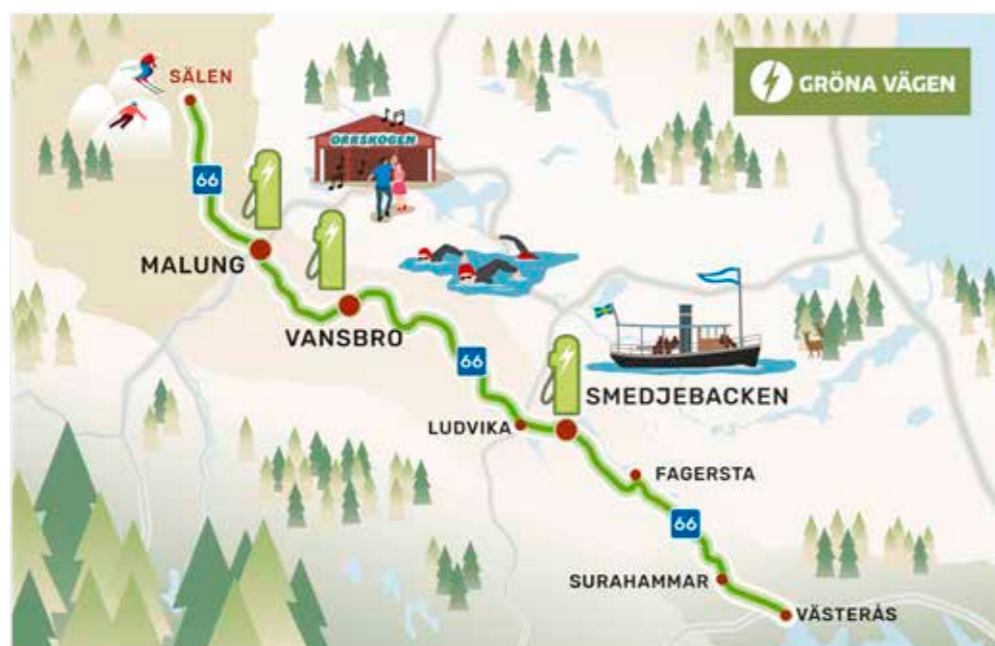 SÄLEN
GRÖNA VÄGEN
ORRSKOGEN
66
MALUNG
VANSBRO
66
SMEDJEBACKEN
LUDVIKA
FAGERSTA
66
SURAHAMMAR
VÄSTERÅS